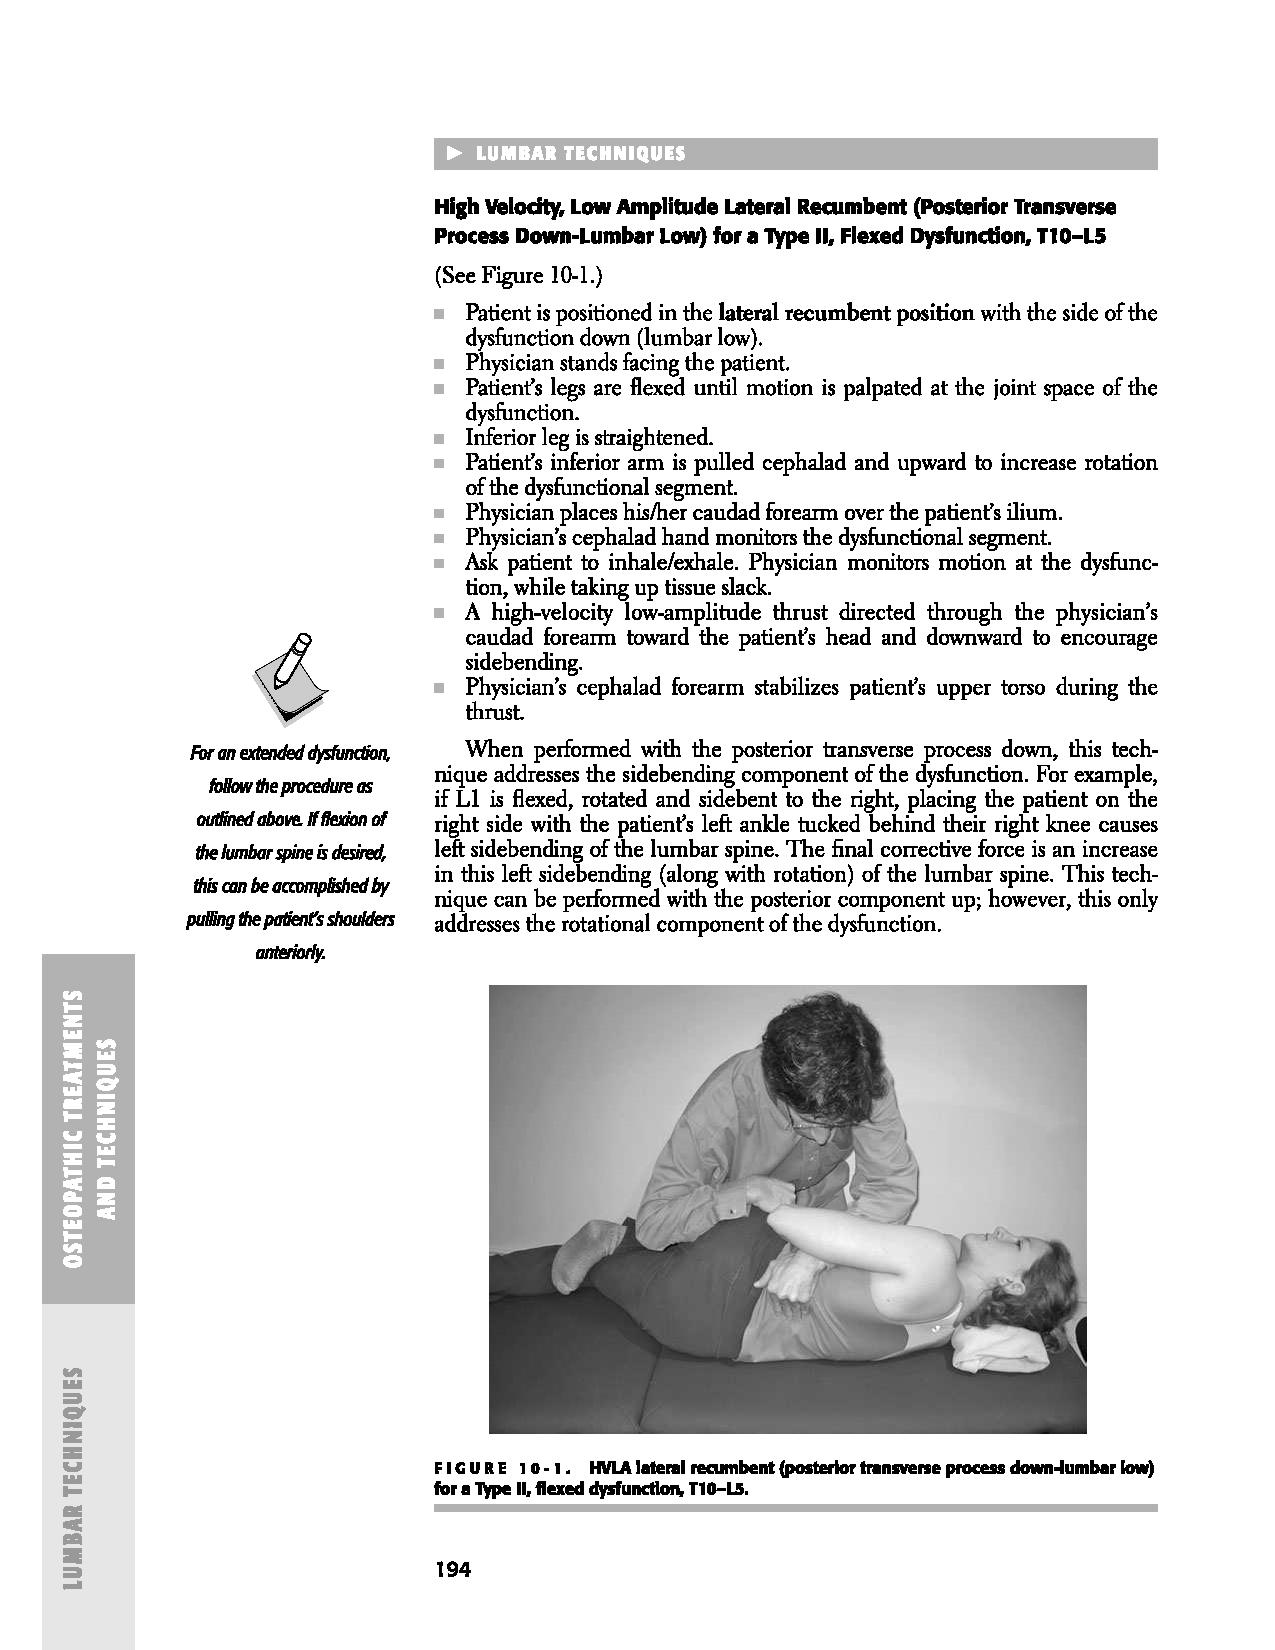 ► LUMBAR TECHNIQUES
High Velocity, Low Amplitude Lateral Recumbent (Posterior Transverse
Process Down-Lumbar Low) for a Type II, Flexed Dysfunction, T10–L5
(See Figure 10-1.)
■ Patient is positioned in the lateral recumbent position with the side of the
dysfunction down (lumbar low).
■ Physician stands facing the patient.
■ Patient's legs are flexed until motion is palpated at the joint space of the
dysfunction.
■ Inferior leg is straightened.
■ Patient's inferior arm is pulled cephalad and upward to increase rotation
of the dysfunctional segment.
■ Physician places his/her caudad forearm over the patient's ilium.
■ Physician's cephalad hand monitors the dysfunctional segment.
■ Ask patient to inhale/exhale. Physician monitors motion at the dysfunc-
tion, while taking up tissue slack.
■ A high-velocity low-amplitude thrust directed through the physician's
caudad forearm toward the patient's head and downward to encourage
sidebending.
■ Physician's cephalad forearm stabilizes patient's upper torso during the
thrust.
When performed with the posterior transverse process down, this tech-
nique addresses the sidebending component of the dysfunction. For example,
if L1 is flexed, rotated and sidebent to the right, placing the patient on the
right side with the patient's left ankle tucked behind their right knee causes
left sidebending of the lumbar spine. The final corrective force is an increase
in this left sidebending (along with rotation) of the lumbar spine. This tech-
nique can be performed with the posterior component up; however, this only
addresses the rotational component of the dysfunction.
For an extended dysfunction,
follow the procedure as
outlined above. If flexion of
the lumbar spine is desired,
this can be accomplished by
pulling the patient's shoulders
anteriorly.
OSTEOPATHIC TREATMENTS
AND TECHNIQUES
LUMBAR TECHNIQUES
FIGURE 10-1. HVLA lateral recumbent (posterior transverse process down-lumbar low)
for a Type II, flexed dysfunction, T10–L5.
194